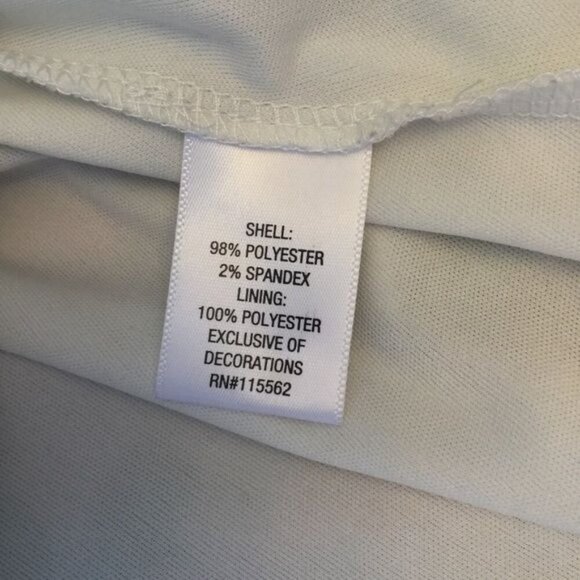 SHELL:
98% POLYESTER
2% SPANDEX
LINING:
100% POLYESTER
EXCLUSIVE OF
DECORATIONS
RN#115562